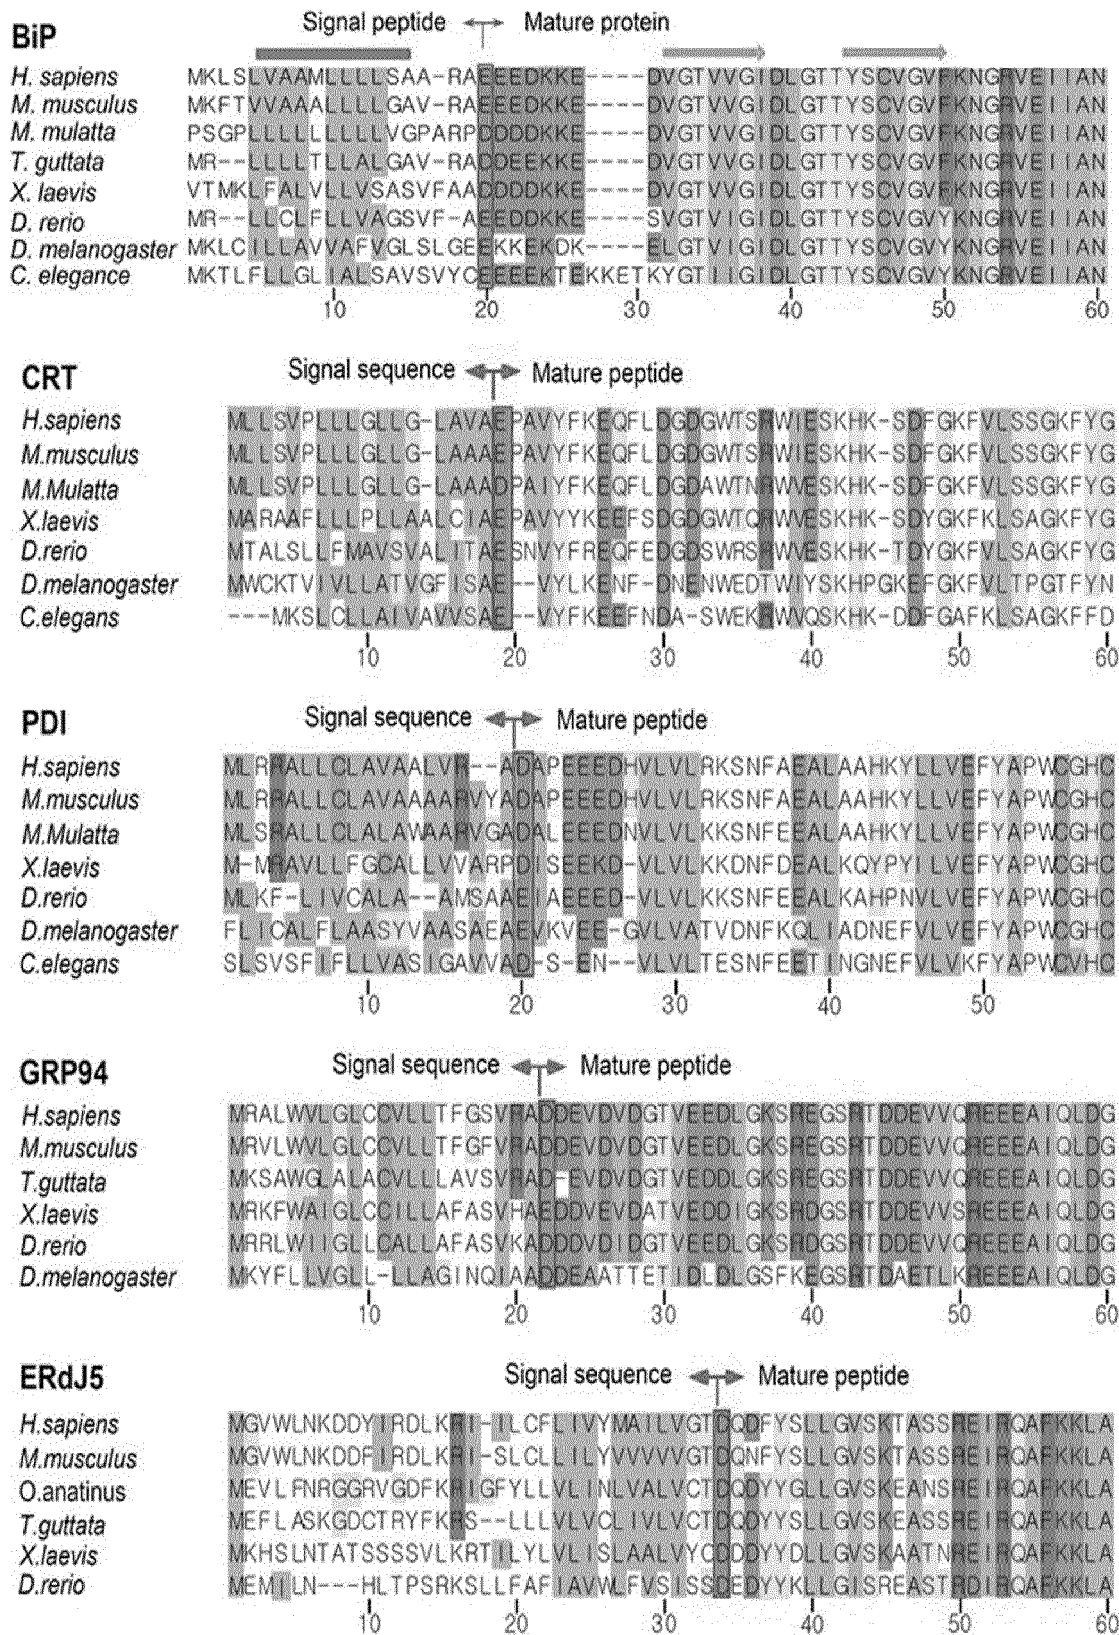 BiP
Signal peptide Mature protein
H. sapiens MKLSLVAAMLLLLSAA-RAEEEDKKE----DVGTVVGIDLGTTYSCVGVFKNGRVEIIAN
M. musculus MKFTVVAAALLLLGAV-RAEEEDKKE----DVGTVVGIDLGTTYSCVGVFKNGRVEIIAN
M. mulatta PSGPLLLLLLLLLVGPARPDDDDKKE----DVGTVVGIDLGTTYSCVGVFKNGRVEIIAN
T. guttata MR--LLLLTLLALGAV-RADDEEKKE----DVGTVVGIDLGTTYSCVGVFKNGRVEIIAN
X. laevis VTMKLFALVLLVSASVFAADDDDKKE----DVGTVVGIDLGTTYSCVGVFKNGRVEIIAN
D. rerio MR--LLCLFLLVAGSVF-AEEDDKKE----SVGTVIGIDLGTTYSCVGVYKNGRVEIIAN
D. melanogaster MKLCILLAVVAFVGLSLGEEKKEKDK----ELGTVIGIDLGTTYSCVGVYKNGRVEIIAN
C. elegance MKTLFLLGLIALSAVSVYCEEEEKTEKKETKYGTIIGIDLGTTYSCVGVYKNGRVEIIAN
10 20 30 40 50 60
CRT
Signal sequence Mature peptide
H.sapiens MLLSVPLLLGLLG-LAVAEPAVYFKEQFLDGDGWTSRWIESKHK-SDFGKFVLSSGKFYG
M.musculus MLLSVPLLLGLLG-LAAAEPAVYFKEQFLDGDGWTSRWIESKHK-SDFGKFVLSSGKFYG
M.Mulatta MLLSVPLLLGLLG-LAAADPAIYFKEQFLDGDAWTNRWVESKHK-SDFGKFVLSSGKFYG
X.laevis MARAAFLLLPLLAALCIAEPAVYYKEEFSDGDGWTQRWVESKHK-SDYGKFKLSAGKFYG
D.rerio MTALSLLFMAVSVALITAESNVYFREQFEDGDSWRSRWVESKHK-TDYGKFVLSAGKFYG
D.melanogaster MWCKTVIVLLATVGFISAE--VYLKENF-DNENWEDTWIYSKHPGKEFGKFVLTPGTFYN
C.elegans ---MKSLCLLAIVAVVSAE--VYFKEEFNDA-SWEKRWVQSKHK-DDFGAFKLSAGKFFD
10 20 30 40 50 60
PDI
Signal sequence Mature peptide
H.sapiens MLRRALLCLAVAALVR--ADAPEEEDHVLVLRKSNFAEALAAHKYLLVEFYAPWCGHC
M.musculus MLRRALLCLAVAAAARVYADAPEEEDHVLVLRKSNFAEALAAHKYLLVEFYAPWCGHC
M.Mulatta MLSRALLCLALAWAARVGADALEEEDNVLVLKKSNFEEALAAHKYLLVEFYAPWCGHC
X.laevis M-MRAVLLFGCALLVVARPDISEEKD-VLVLKKDNFDEALKQYPYILVEFYAPWCGHC
D.rerio MLKF-LIVCALA--AMSAAEIAEEED-VLVLKKSNFEEALKAHPNVLVEFYAPWCGHC
D.melanogaster FLICALFLAASYVAASAEAEVKVEE-GVLVATVDNFKQLIADNEFVLVEFYAPWCGHC
C.elegans SLSVSFIFLLVASIGAVVAD-S-EN--VLVLTESNFEETINGNEFVLVKFYAPWCVHC
10 20 30 40 50
GRP94
Signal sequence Mature peptide
H.sapiens MRALWVLGLCCVLLTFGSVRADDEVDVDGTVEEDLGKSREGSRTDDEVVQREEEAIQLDG
M.musculus MRVLWVLGLCCVLLTFGFVRADDEVDVDGTVEEDLGKSREGSRTDDEVVQREEEAIQLDG
T.guttata MKSAWGLALACVLLLAVSVRAD-EVDVDGTVEEDLGKSREGSRTDDEVVQREEEAIQLDG
X.laevis MRKFWAIGLCCILLAFASVHAEDDVEVDATVEDDIGKSRDGSRTDDEVVSREEEAIQLDG
D.rerio MRRLWIIGLLCALLAFASVKADDDVDIDGTVEEDLGKSRDGSRTDDEVVQREEEAIQLDG
D.melanogaster MKYFLLVGLL-LLAGINQIAADDEAATTETIDLDLGSFKEGSRTDAETLKREEEAIQLDG
10 20 30 40 50 60
ERdJ5
Signal sequence Mature peptide
H.sapiens MGVWLNKDDYIRDLKRI-ILCFLIVYMAILVGTDQDFYSLLGVSKTASSREIRQAFKKLA
M.musculus MGVWLNKDDFIRDLKRI-SLCLLILYVVVVVGTDQNFYSLLGVSKTASSREIRQAFKKLA
O.anatinus MEVLFNRGGRVGDFKRIGFYLLVLINLVALVCTDQDYYGLLGVSKEANSREIRQAFKKLA
T.guttata MEFLASKGDCTRYFKRS--LLLVLVCLIVLVCTDQDYYSLLGVSKEASSREIRQAFKKLA
X.laevis MKHSLNTATSSSSVLKRTILYLVLISLAALVYCDDDYYDLLGVSKAATNREIRQAFKKLA
D.rerio MEMILN---HLTPSRKSLLFAFIAVWLFVSISSDEDYYKLLGISREASTRDIRQAFKKLA
10 20 30 40 50 60